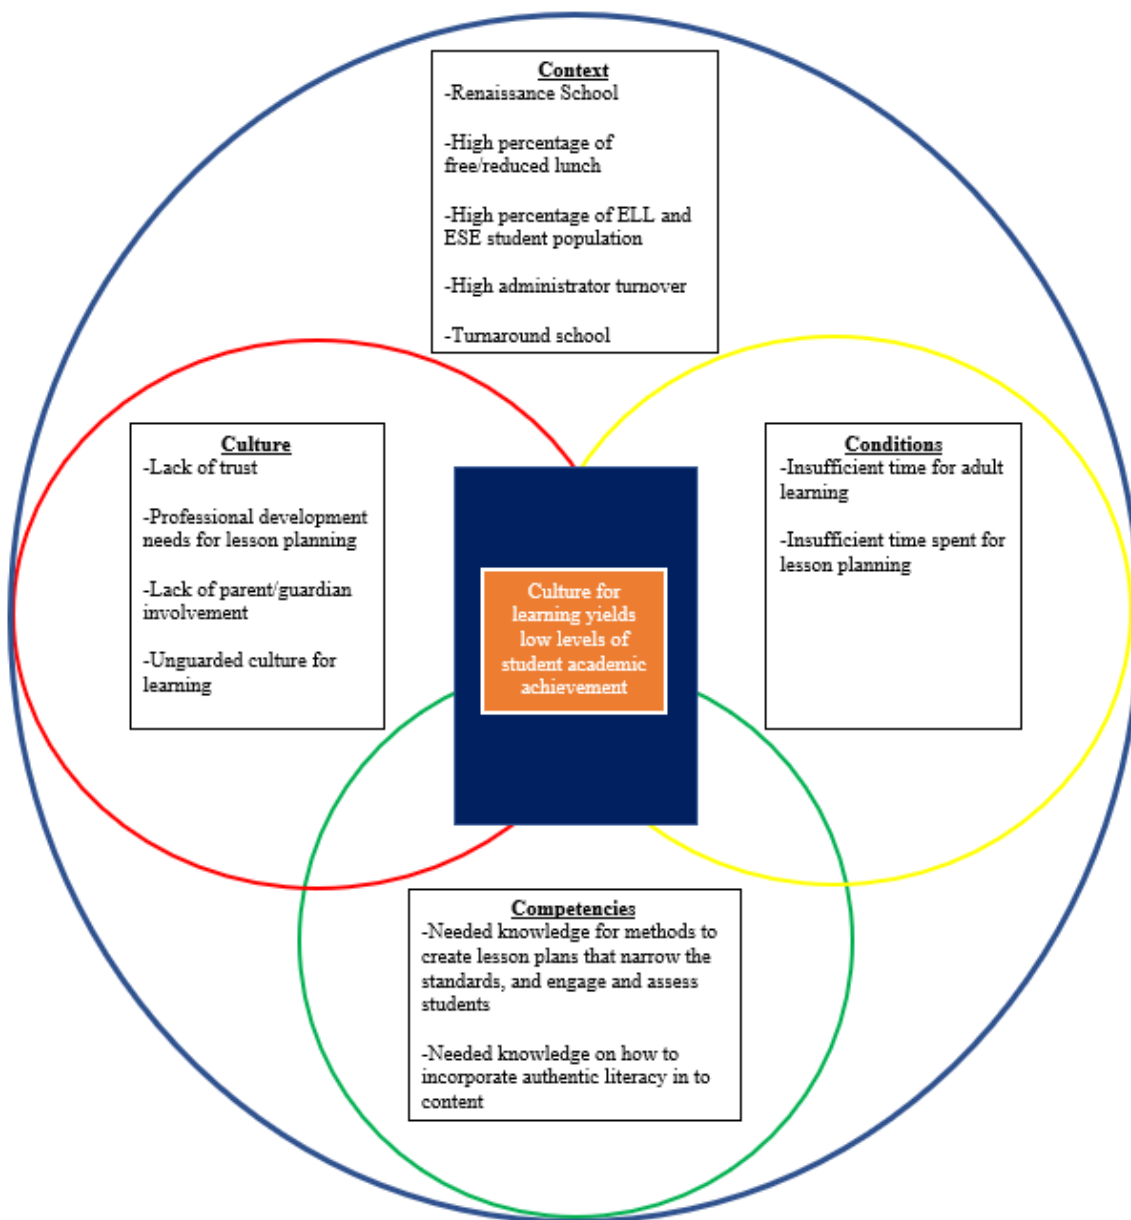 Context
-Renaissance School
-High percentage of
free/reduced lunch
-High percentage of ELL and
ESE student population
-High administrator turnover
-Turnaround school
Culture
-Lack of trust
-Professional development
needs for lesson planning
-Lack of parent/guardian
involvement
-Unguarded culture for
learning
Culture for
learning yields
low levels of
student academic
achievement
Conditions
-Insufficient time for adult
learning
-Insufficient time spent for
lesson planning
Competencies
-Needed knowledge for methods to
create lesson plans that narrow the
standards, and engage and assess
students
-Needed knowledge on how to
incorporate authentic literacy in to
content